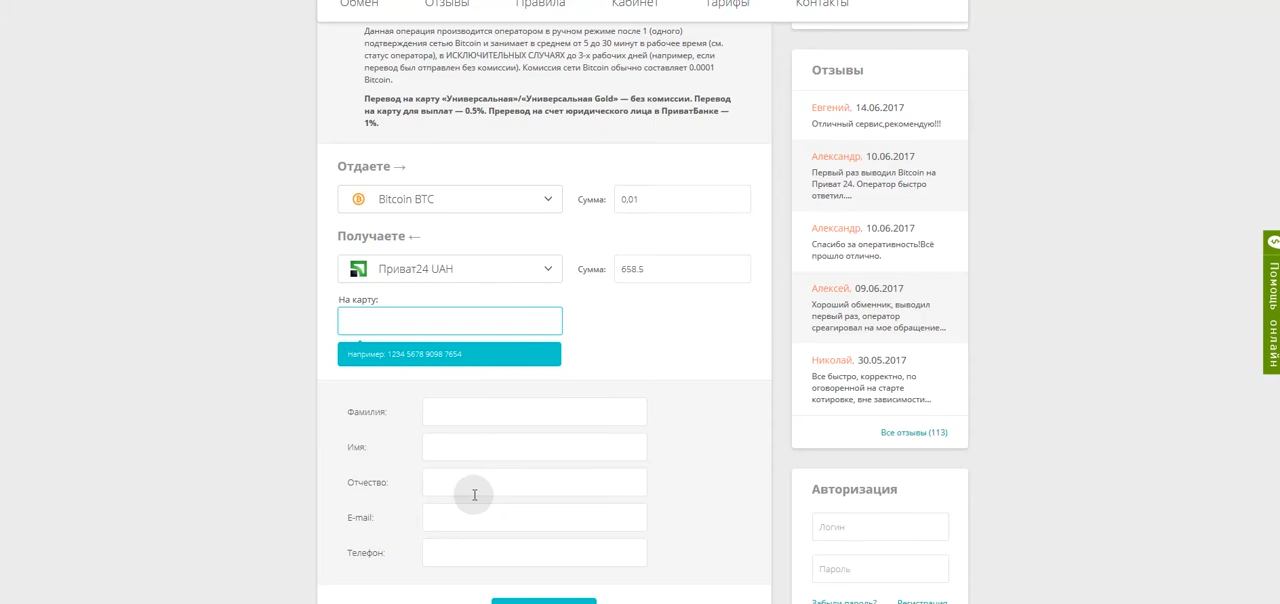 Обмен Отзывы Правила Кабинет Тарифы Контакты
Данная операция производится оператором в ручном режиме после 1 (одного)
подтверждения сетью Bitcoin и занимает в среднем от 5 до 30 минут в рабочее время (см.
статус оператора), в ИСКЛЮЧИТЕЛЬНЫХ СЛУЧАЯХ до 3-х рабочих дней (например, если
перевод был отправлен без комиссии). Комиссия сети Bitcoin обычно составляет 0.0001
Bitcoin.
Перевод на карту «Универсальная»/«Универсальная Gold» — без комиссии. Перевод
на карту для выплат — 0.5%. Преревод на счет юридического лица в ПриватБанке —
1%.
Отдаете →
Bitcoin BTC
Сумма:
0,01
Получаете ←
Приват24 UAH
Сумма:
658.5
На карту:
Например: 1234 5678 9098 7654
Фамилия:
Имя:
Отчество:
E-mail:
Телефон:
Отзывы
Евгений, 14.06.2017
Отличный сервис,рекомендую!!!
Александр, 10.06.2017
Первый раз выводил Bitcoin на
Приват 24. Оператор быстро
ответил....
Александр, 10.06.2017
Спасибо за оперативность!Всё
прошло отлично.
Алексей, 09.06.2017
Хороший обменник, выводил
первый раз, оператор
среагировал на мое обращение...
Николай, 30.05.2017
Все быстро, корректно, по
оговоренной на старте
котировке, вне зависимости...
Все отзывы (113)
Авторизация
Логин
Пароль
Забыли пароль? Регистрация
Помощь онлайн